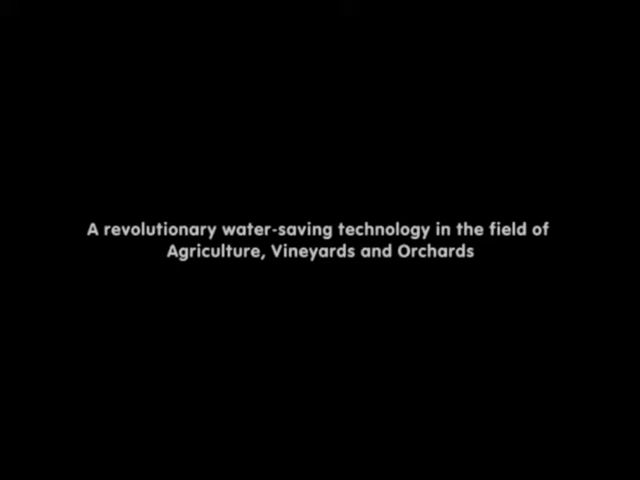 A revolutionary water-saving technology in the field of
Agriculture, Vineyards and Orchards